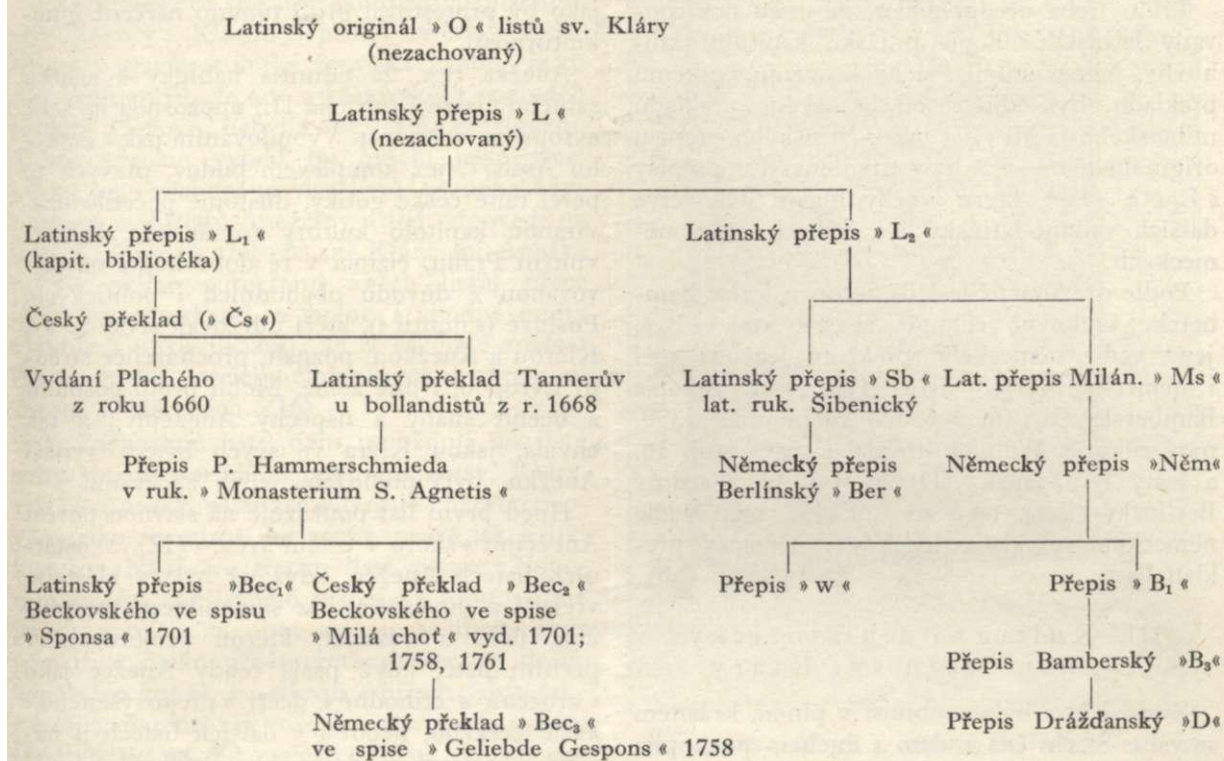 Latinský originál » O « listů sv. Kláry
(nezachovaný)
Latinský přepis » L «
(nezachovaný)
Latinský přepis » L₁ «
(kapit. bibliotéka)
Latinský přepis » L₂ «
Český překlad (» Čs «)
Vydání Plachého
z roku 1660
Latinský překlad Tannerův
u bollandistů z r. 1668
Latinský přepis » Sb «
lat. ruk. Šibenický
Lat. přepis Milán. » Ms «
Přepis P. Hammerschmieda
v ruk. » Monasterium S. Agnetis «
Německý přepis
Berlínský » Ber «
Německý přepis »Něm«
Latinský přepis »Bec₁«
Beckovského ve spisu
» Sponsa « 1701
Český překlad » Bec₂ «
Beckovského ve spise
» Milá choť « vyd. 1701;
1758, 1761
Přepis » w «
Přepis » B₁ «
Přepis Bamberský »B₂«
Přepis Drážďanský »D«
Německý překlad » Bec₃ «
ve spise » Geliebde Gespons « 1758